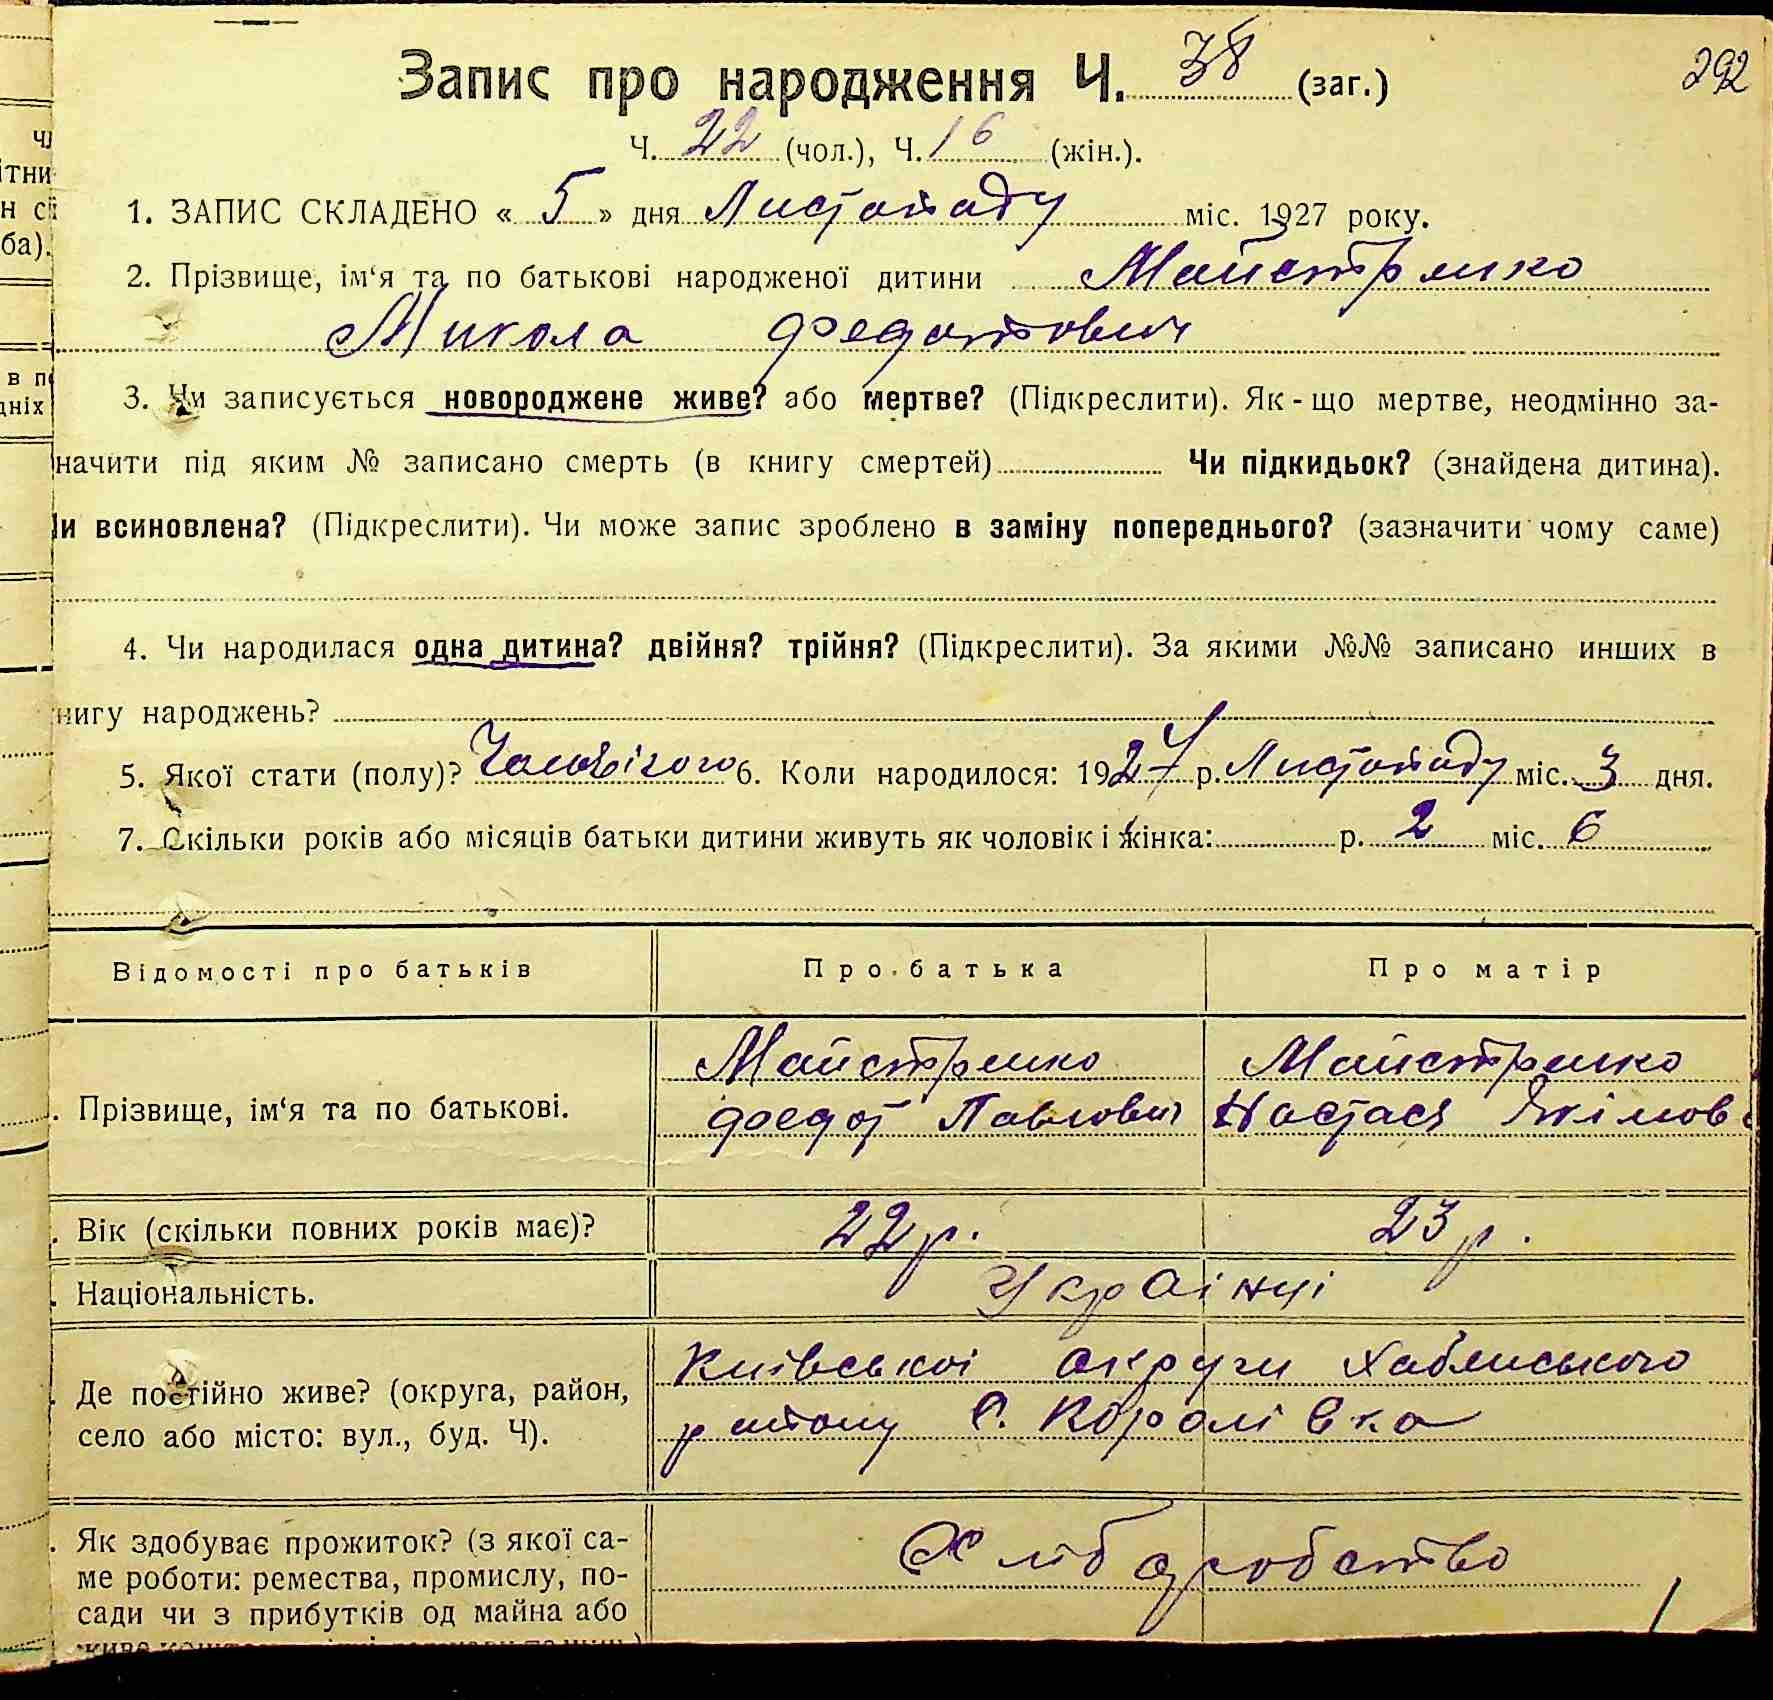 292
Запис про народження Ч. 38 (заг.)
Ч. 22 (чол.), Ч. 16 (жін.).
1. ЗАПИС СКЛАДЕНО « 5 » дня Листопаду міс. 1927 року.
2. Прізвище, ім‘я та по батькові народженої дитини Майстренко
Микола Федотович
3. Чи записується новороджене живе? або мертве? (Підкреслити). Як-що мертве, неодмінно за-
начити під яким № записано смерть (в книгу смертей) Чи підкидьок? (знайдена дитина).
Чи всиновлена? (Підкреслити). Чи може запис зроблено в заміну попереднього? (зазначити чому саме)
4. Чи народилася одна дитина? двійня? трійня? (Підкреслити). За якими №№ записано инших в
нигу народжень?
5. Якої стати (полу)? Чоловічого 6. Коли народилося: 1927 р. Листопаду міс. 3 дня.
7. Скільки років або місяців батьки дитини живуть як чоловік і жінка: р. 2 міс. 6
Відомості про батьків Про батька Про матір
. Прізвище, ім‘я та по батькові. Майстренко Майстренко
Федот Павлович Настася Якімов
. Вік (скільки повних років має)? 22 р. 23 р.
. Національність. Українці
. Де постійно живе? (округа, район, Київської округи Хабенського
село або місто: вул., буд. Ч). району С. Королівка
. Як здобуває прожиток? (з якої са- Хліборобство
ме роботи: ремества, промислу, по-
сади чи з прибутків од майна або